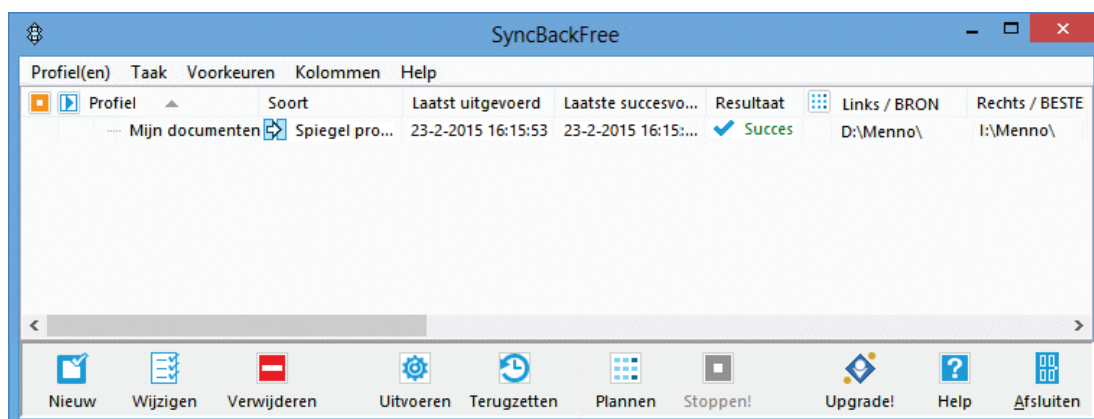 SyncBackFree
Profiel(en) Taak Voorkeuren Kolommen Help
Profiel Soort Laatst uitgevoerd Laatste succesvo... Resultaat Links / BRON Rechts / BESTE
Mijn documenten Spiegel pro... 23-2-2015 16:15:53 23-2-2015 16:15:... Succes D:\Menno\ I:\Menno\
Nieuw Wijzigen Verwijderen Uitvoeren Terugzetten Plannen Stoppen! Upgrade! Help Afsluiten